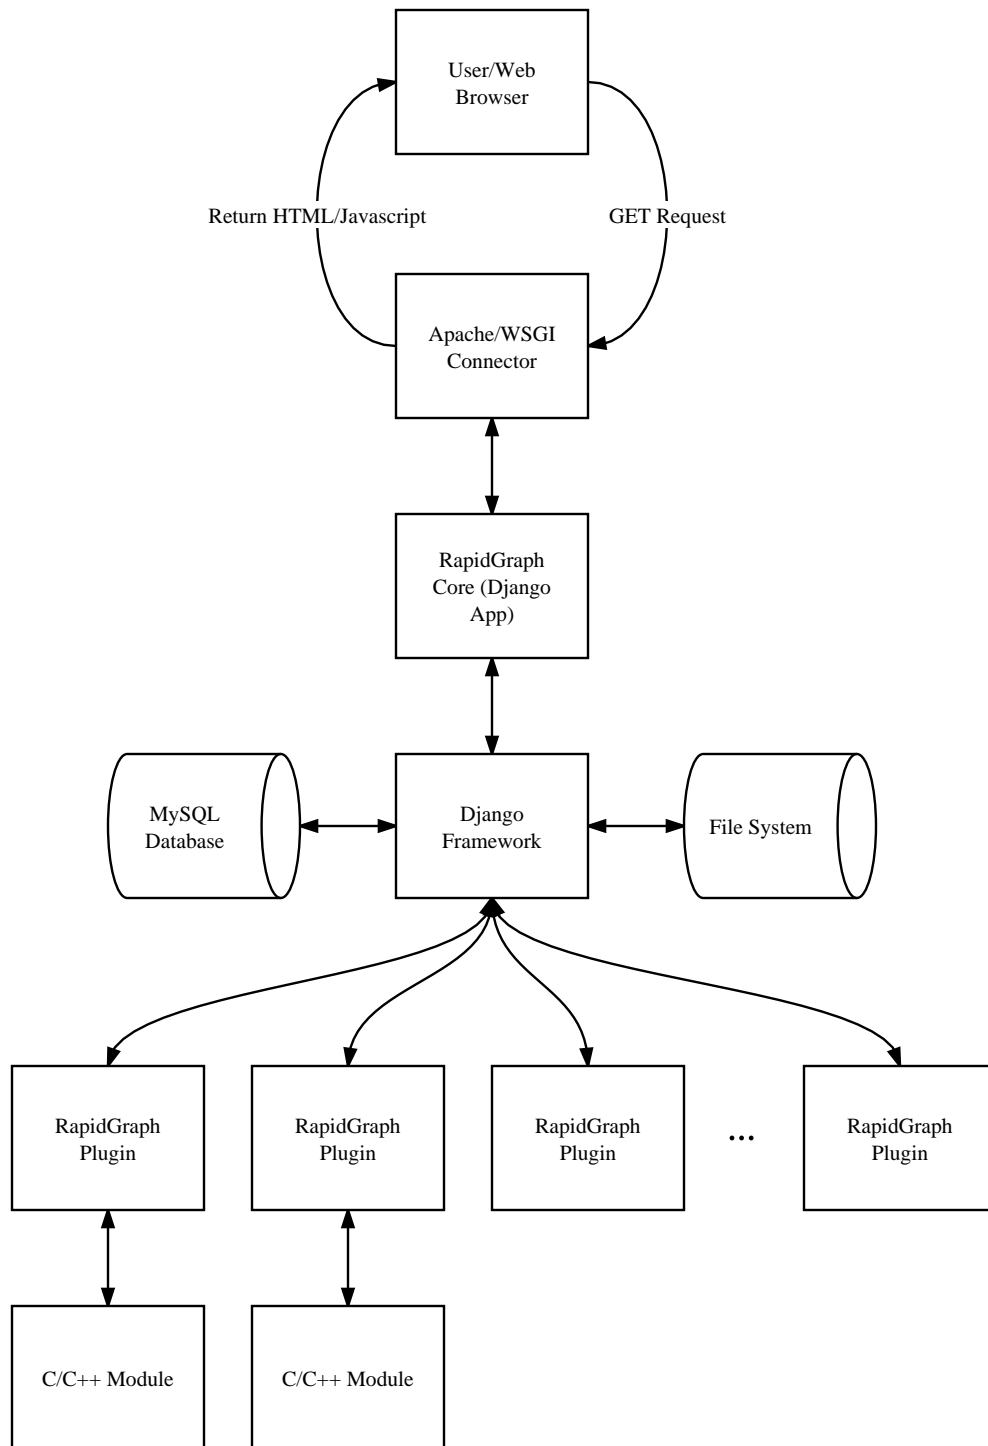 User/Web
Browser
Return HTML/Javascript
GET Request
Apache/WSGI
Connector
RapidGraph
Core (Django
App)
MySQL
Database
Django
Framework
File System
RapidGraph
Plugin
RapidGraph
Plugin
RapidGraph
Plugin
...
RapidGraph
Plugin
C/C++ Module
C/C++ Module